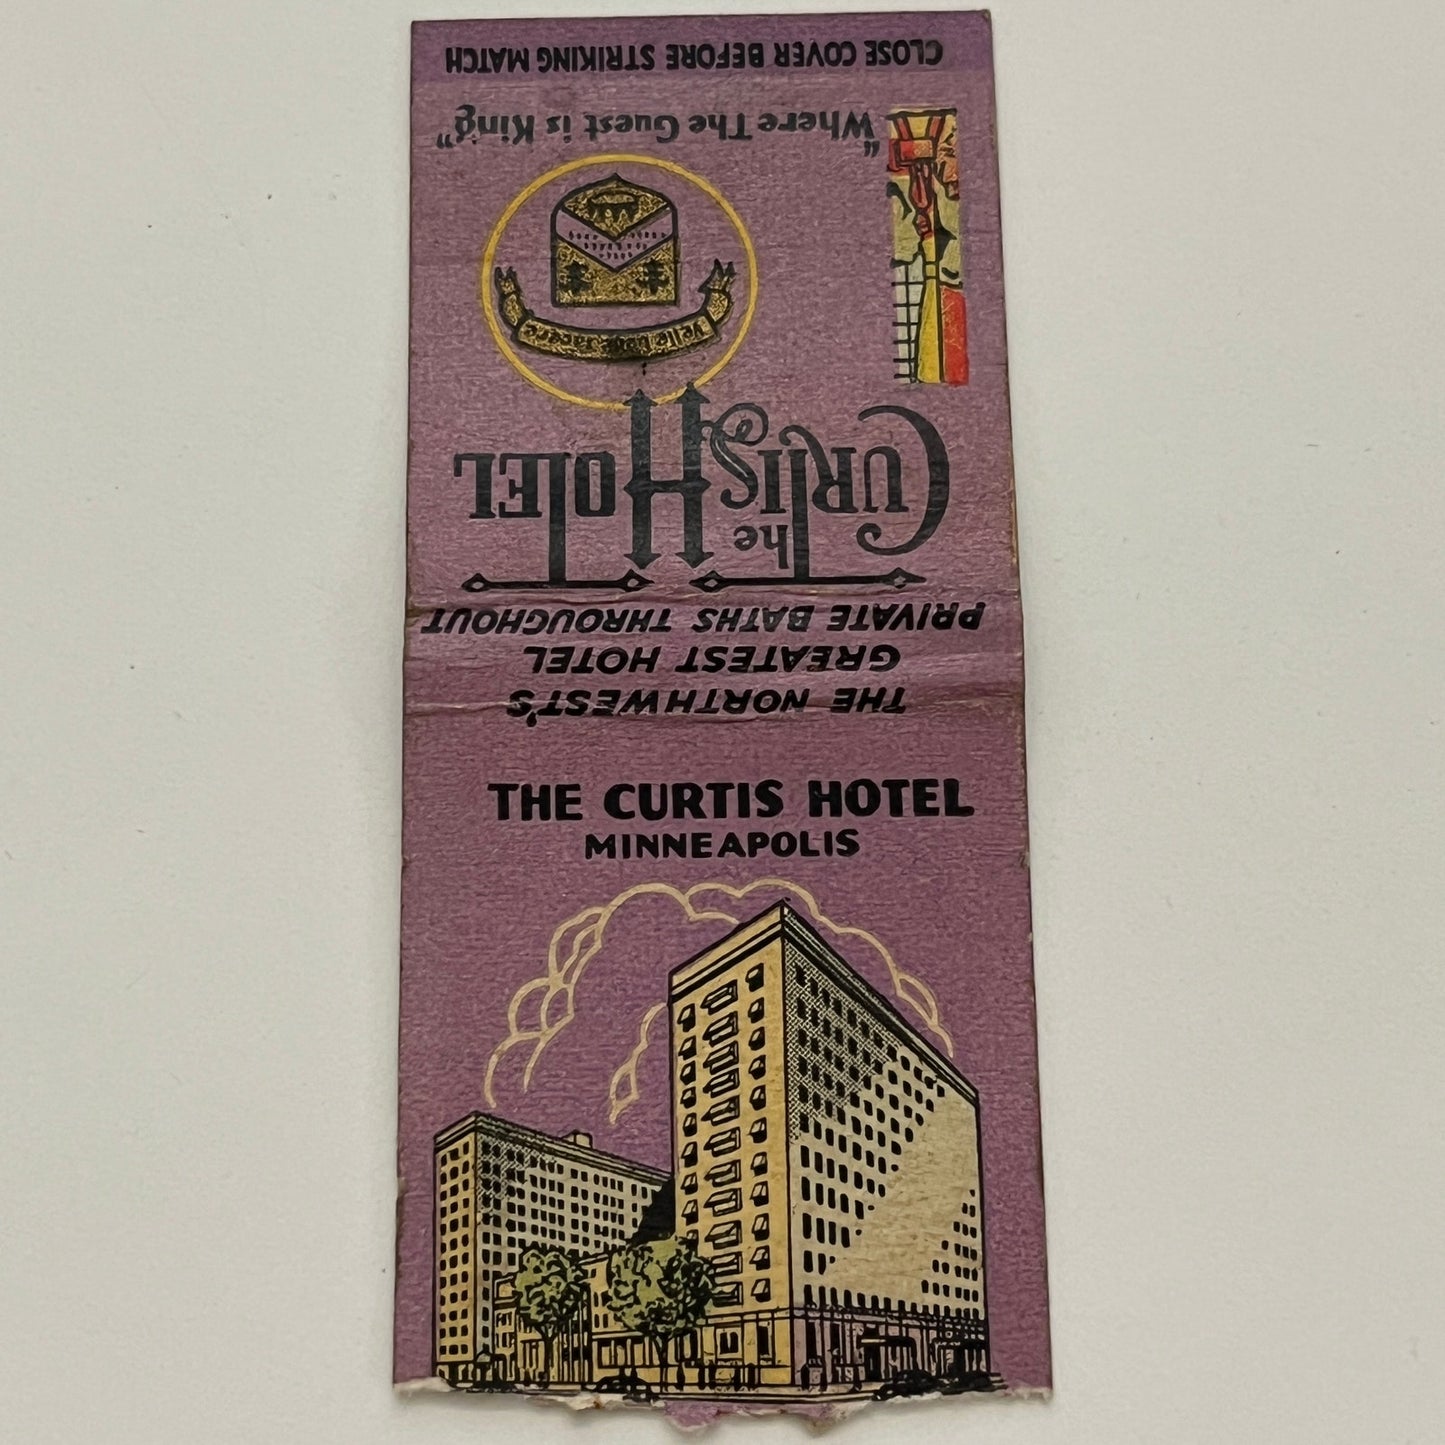 CLOSE COVER BEFORE STRIKING MATCH
"Where The Guest is King"
The
CURTIS HOTEL
PRIVATE BATHS THROUGHOUT
THE NORTHWEST'S
GREATEST HOTEL
THE CURTIS HOTEL
MINNEAPOLIS